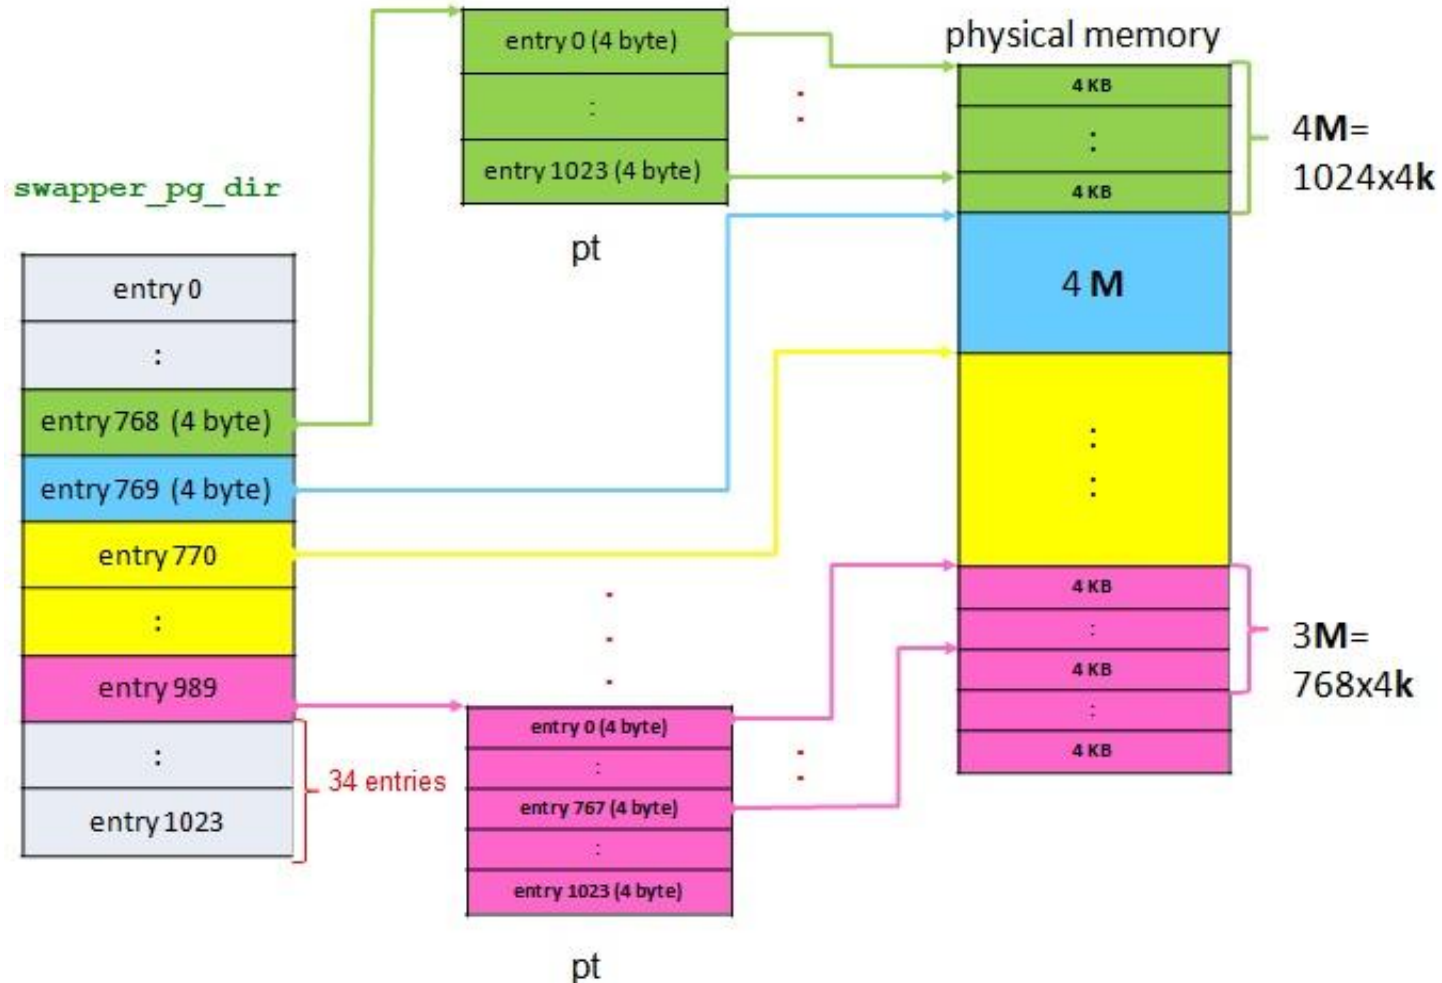 swapper_pg_dir
entry 0
:
entry 768 (4 byte)
entry 769 (4 byte)
entry 770
:
entry 989
:
entry 1023
34 entries
entry 0 (4 byte)
:
entry 1023 (4 byte)
pt
entry 0 (4 byte)
:
entry 767 (4 byte)
:
entry 1023 (4 byte)
pt
physical memory
4 KB
:
4 KB
4 M
:
:
4 KB
:
4 KB
:
4 KB
4M=
1024x4k
3M=
768x4k